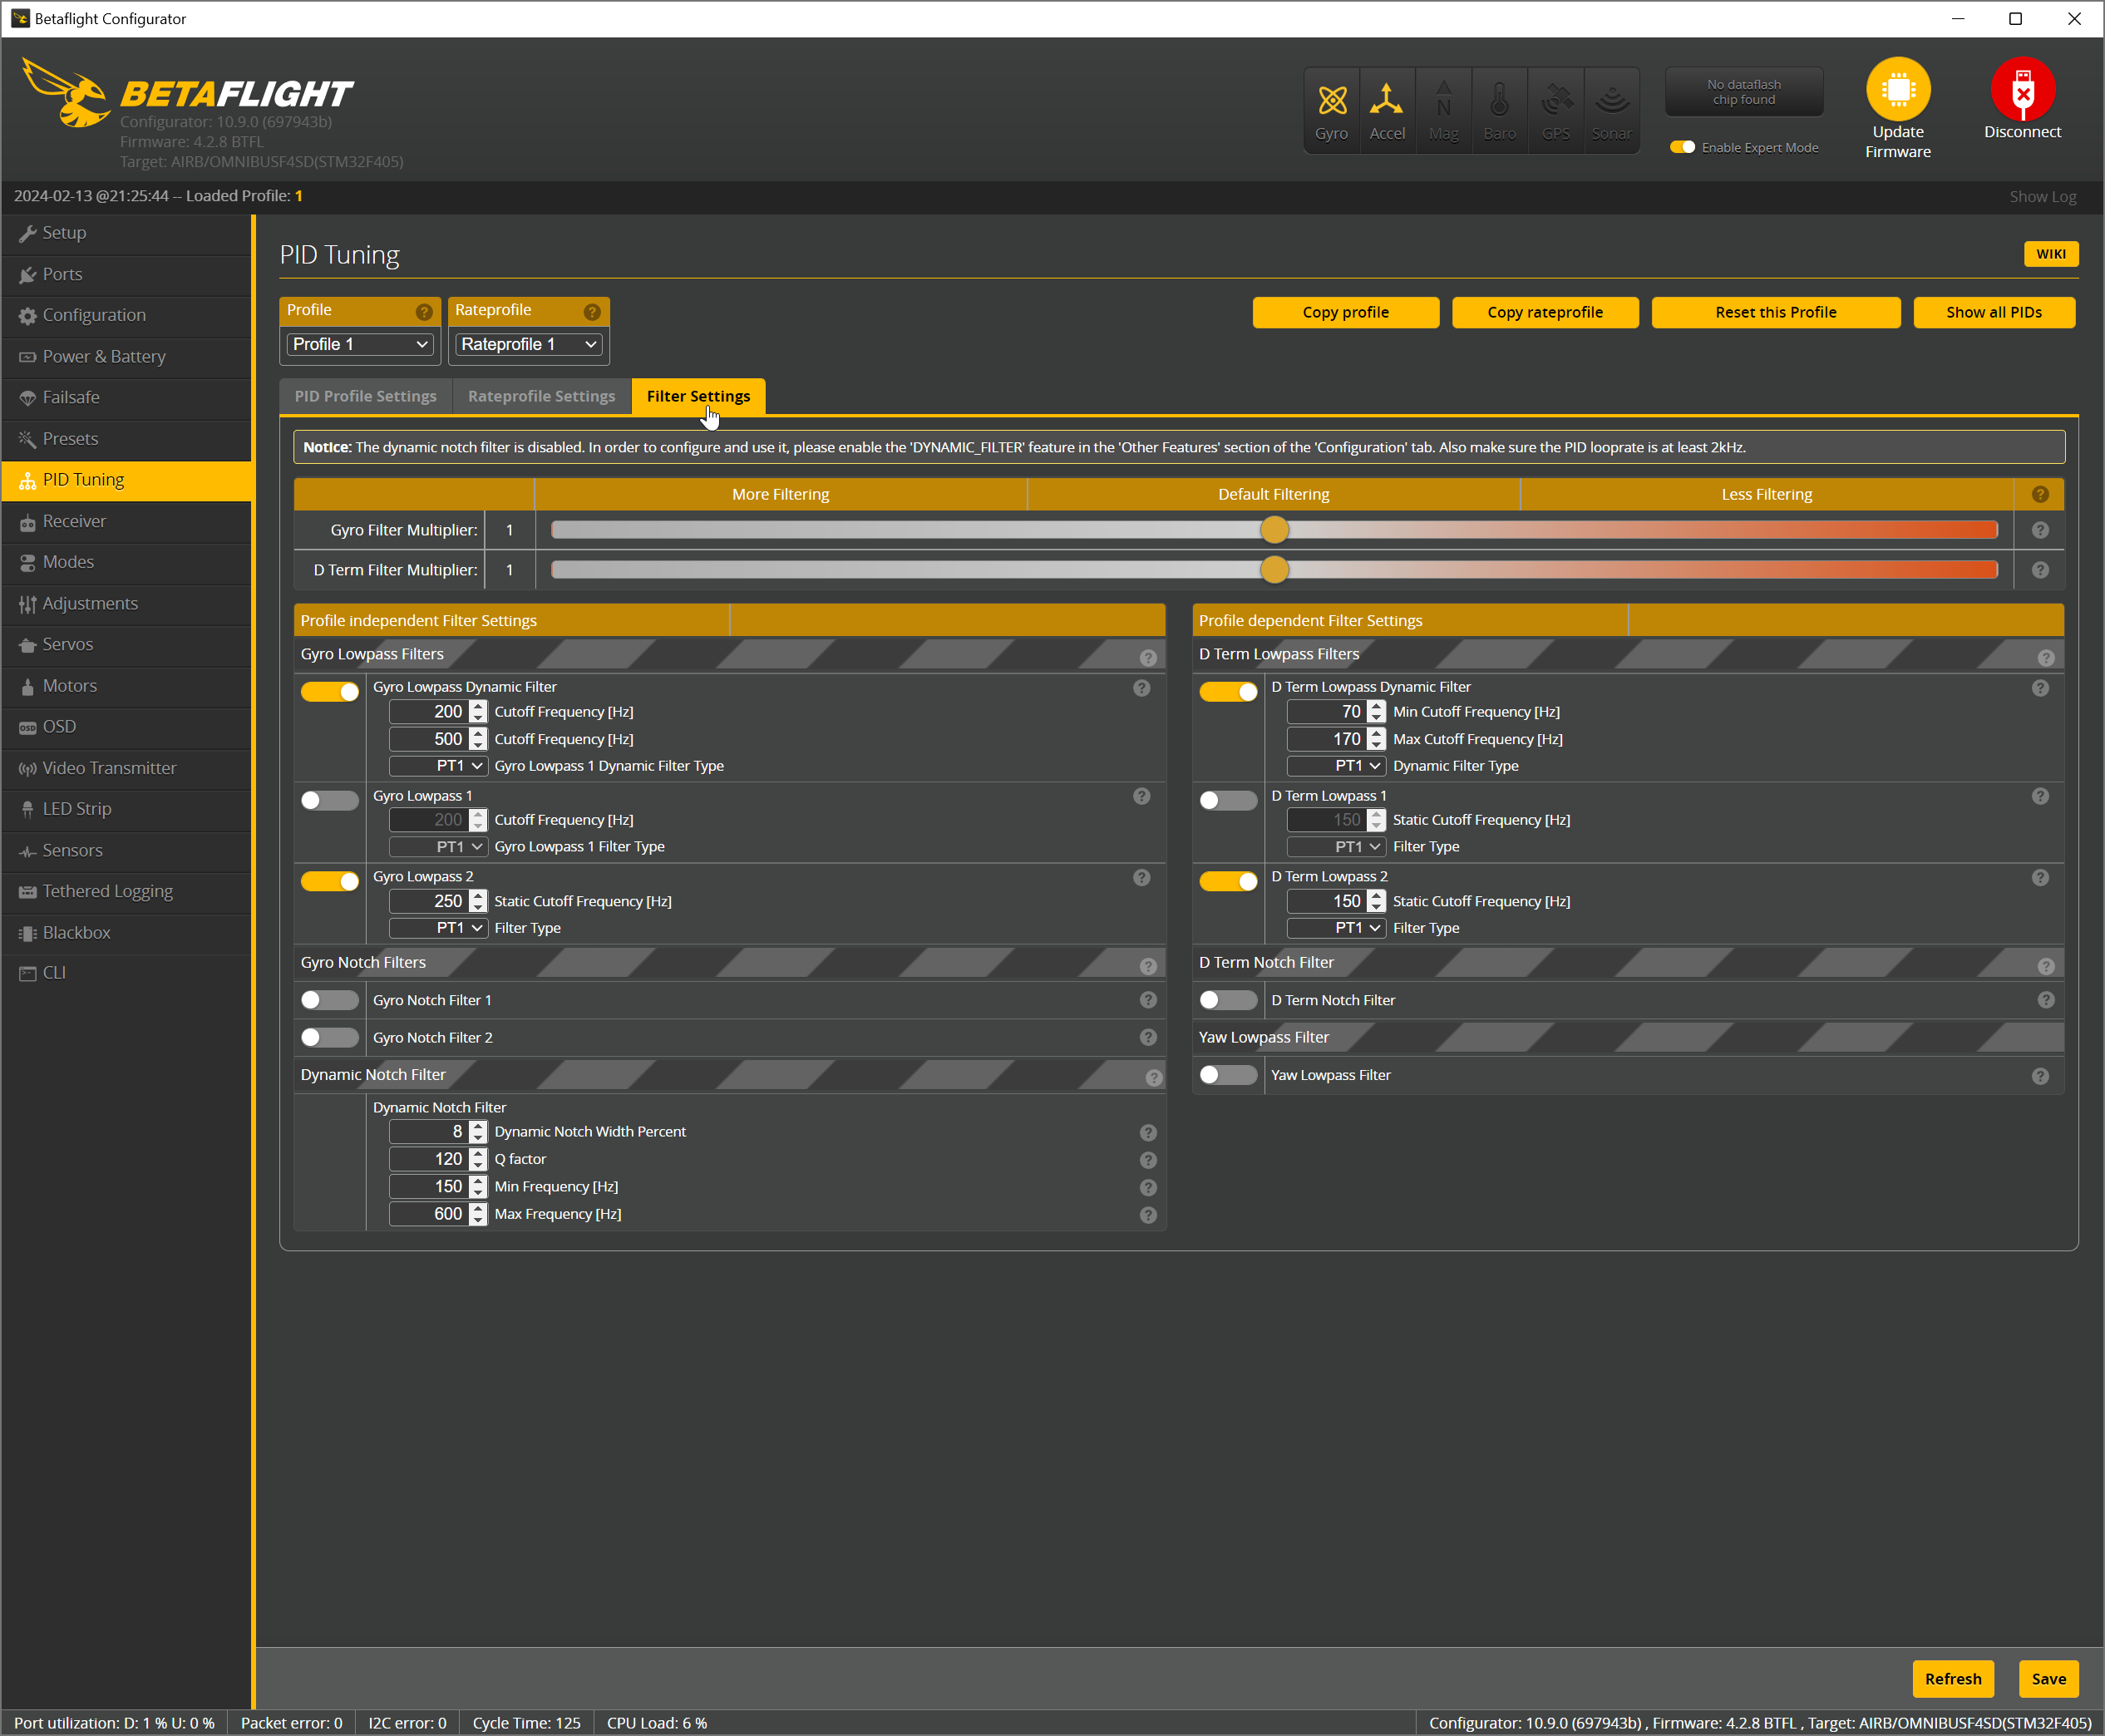 Betaflight Configurator
BETAFLIGHT
Configurator: 10.9.0 (697943b)
Firmware: 4.2.8 BTFL
Target: AIRB/OMNIBUSF4SD(STM32F405)
Gyro
Accel
Mag
Baro
GPS
Sonar
No dataflash
chip found
Enable Expert Mode
Update
Firmware
Disconnect
2024-02-13 @21:25:44 -- Loaded Profile: 1
Show Log
Setup
Ports
Configuration
Power & Battery
Failsafe
Presets
PID Tuning
Receiver
Modes
Adjustments
Servos
Motors
OSD
Video Transmitter
LED Strip
Sensors
Tethered Logging
Blackbox
CLI
PID Tuning
WIKI
Profile ?
Profile 1
Rateprofile ?
Rateprofile 1
Copy profile
Copy rateprofile
Reset this Profile
Show all PIDs
PID Profile Settings
Rateprofile Settings
Filter Settings
Notice: The dynamic notch filter is disabled. In order to configure and use it, please enable the 'DYNAMIC_FILTER' feature in the 'Other Features' section of the 'Configuration' tab. Also make sure the PID looprate is at least 2kHz.
More Filtering Default Filtering Less Filtering ?
Gyro Filter Multiplier: 1 ?
D Term Filter Multiplier: 1 ?
Profile independent Filter Settings
Gyro Lowpass Filters ?
Gyro Lowpass Dynamic Filter ?
200 Cutoff Frequency [Hz]
500 Cutoff Frequency [Hz]
PT1 Gyro Lowpass 1 Dynamic Filter Type
Gyro Lowpass 1 ?
200 Cutoff Frequency [Hz]
PT1 Gyro Lowpass 1 Filter Type
Gyro Lowpass 2 ?
250 Static Cutoff Frequency [Hz]
PT1 Filter Type
Gyro Notch Filters ?
Gyro Notch Filter 1 ?
Gyro Notch Filter 2 ?
Dynamic Notch Filter ?
Dynamic Notch Filter
8 Dynamic Notch Width Percent ?
120 Q factor ?
150 Min Frequency [Hz] ?
600 Max Frequency [Hz] ?
Profile dependent Filter Settings
D Term Lowpass Filters ?
D Term Lowpass Dynamic Filter ?
70 Min Cutoff Frequency [Hz]
170 Max Cutoff Frequency [Hz]
PT1 Dynamic Filter Type
D Term Lowpass 1 ?
150 Static Cutoff Frequency [Hz]
PT1 Filter Type
D Term Lowpass 2 ?
150 Static Cutoff Frequency [Hz]
PT1 Filter Type
D Term Notch Filter ?
D Term Notch Filter ?
Yaw Lowpass Filter
Yaw Lowpass Filter ?
Refresh
Save
Port utilization: D: 1 % U: 0 % Packet error: 0 I2C error: 0 Cycle Time: 125 CPU Load: 6 % Configurator: 10.9.0 (697943b) , Firmware: 4.2.8 BTFL , Target: AIRB/OMNIBUSF4SD(STM32F405)